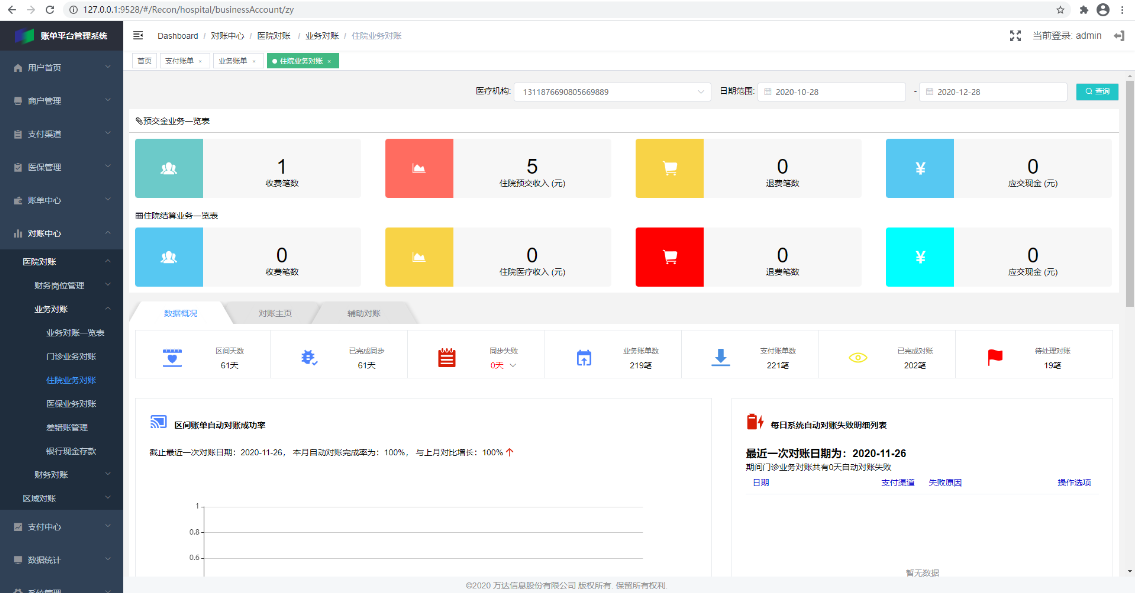 127.0.0.1:9528/#/Recon/hospital/businessAccount/zy
账单平台管理系统
Dashboard / 对账中心 / 医院对账 / 业务对账 / 住院业务对账
当前登录: admin
首页 支付账单 × 业务账单 × 住院业务对账 ×
用户首页
商户管理
支付渠道
医保管理
账单中心
对账中心
医院对账
财务岗位管理
业务对账
业务对账一览表
门诊业务对账
住院业务对账
医保业务对账
差错账管理
银行现金存款
财务对账
区域对账
支付中心
数据统计
系统管理
医疗机构: 1311876690805669889 日期范围: 2020-10-28 - 2020-12-28 查询
预交金业务一览表
1
收费笔数
5
住院预交收入 (元)
0
退费笔数
0
应交现金 (元)
住院结算业务一览表
0
收费笔数
0
住院医疗收入 (元)
0
退费笔数
0
应交现金 (元)
数据概况 对账主页 辅助对账
区间天数
61天
已完成同步
61天
同步失败
0天
业务账单数
219笔
支付账单数
221笔
已完成对账
202笔
待处理对账
19笔
区间账单自动对账成功率
截止最近一次对账日期：2020-11-26， 本月自动对账完成率为：100%， 与上月对比增长：100%
1
0.8
0.6
每日系统自动对账失败明细列表
最近一次对账日期为：2020-11-26
期间门诊业务对账共有0天自动对账失败
日期 支付渠道 失败原因 操作选项
暂无数据
©2020 万达信息股份有限公司 版权所有. 保留所有权利